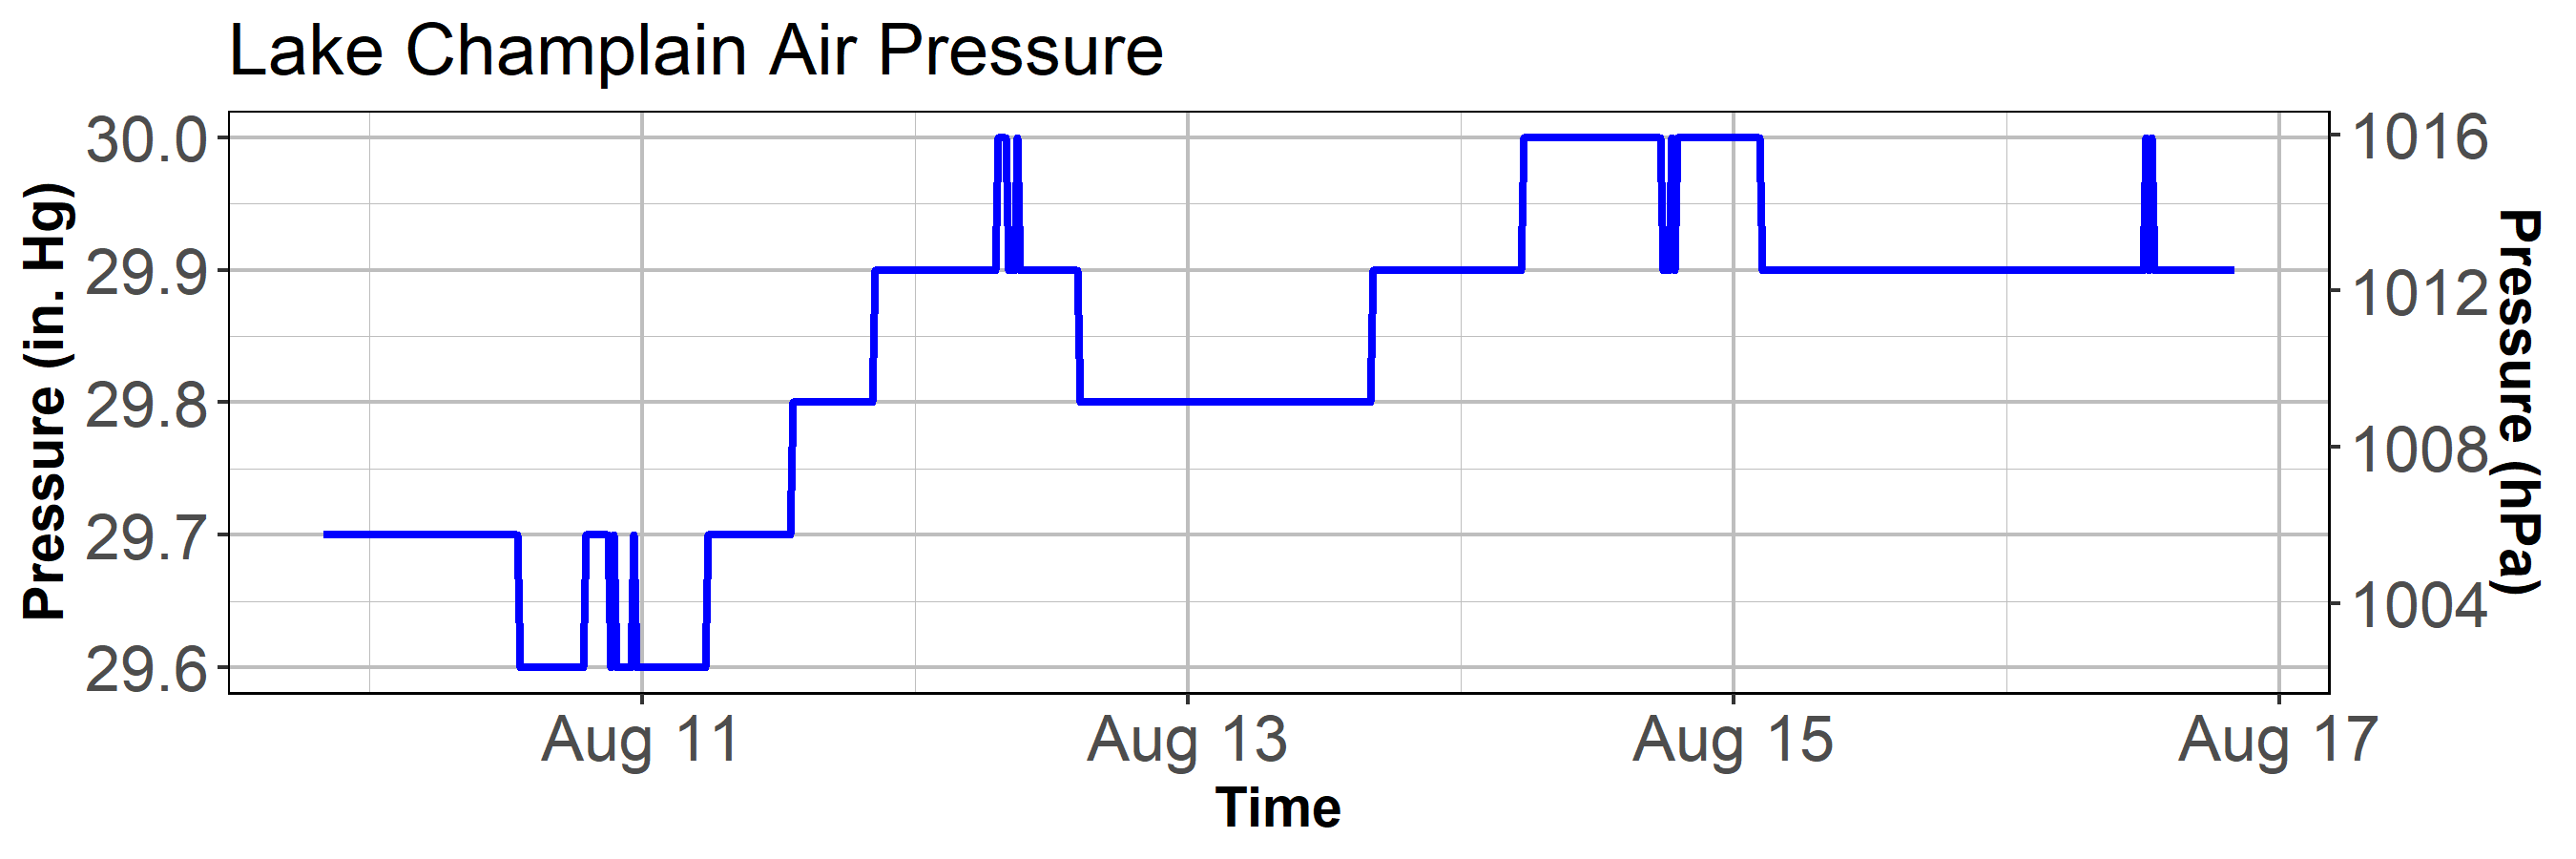 Lake Champlain Air Pressure
30.0
29.9
29.8
29.7
29.6
Pressure (in. Hg)
1016
1012
1008
1004
Pressure (hPa)
Aug 11
Aug 13
Aug 15
Aug 17
Time